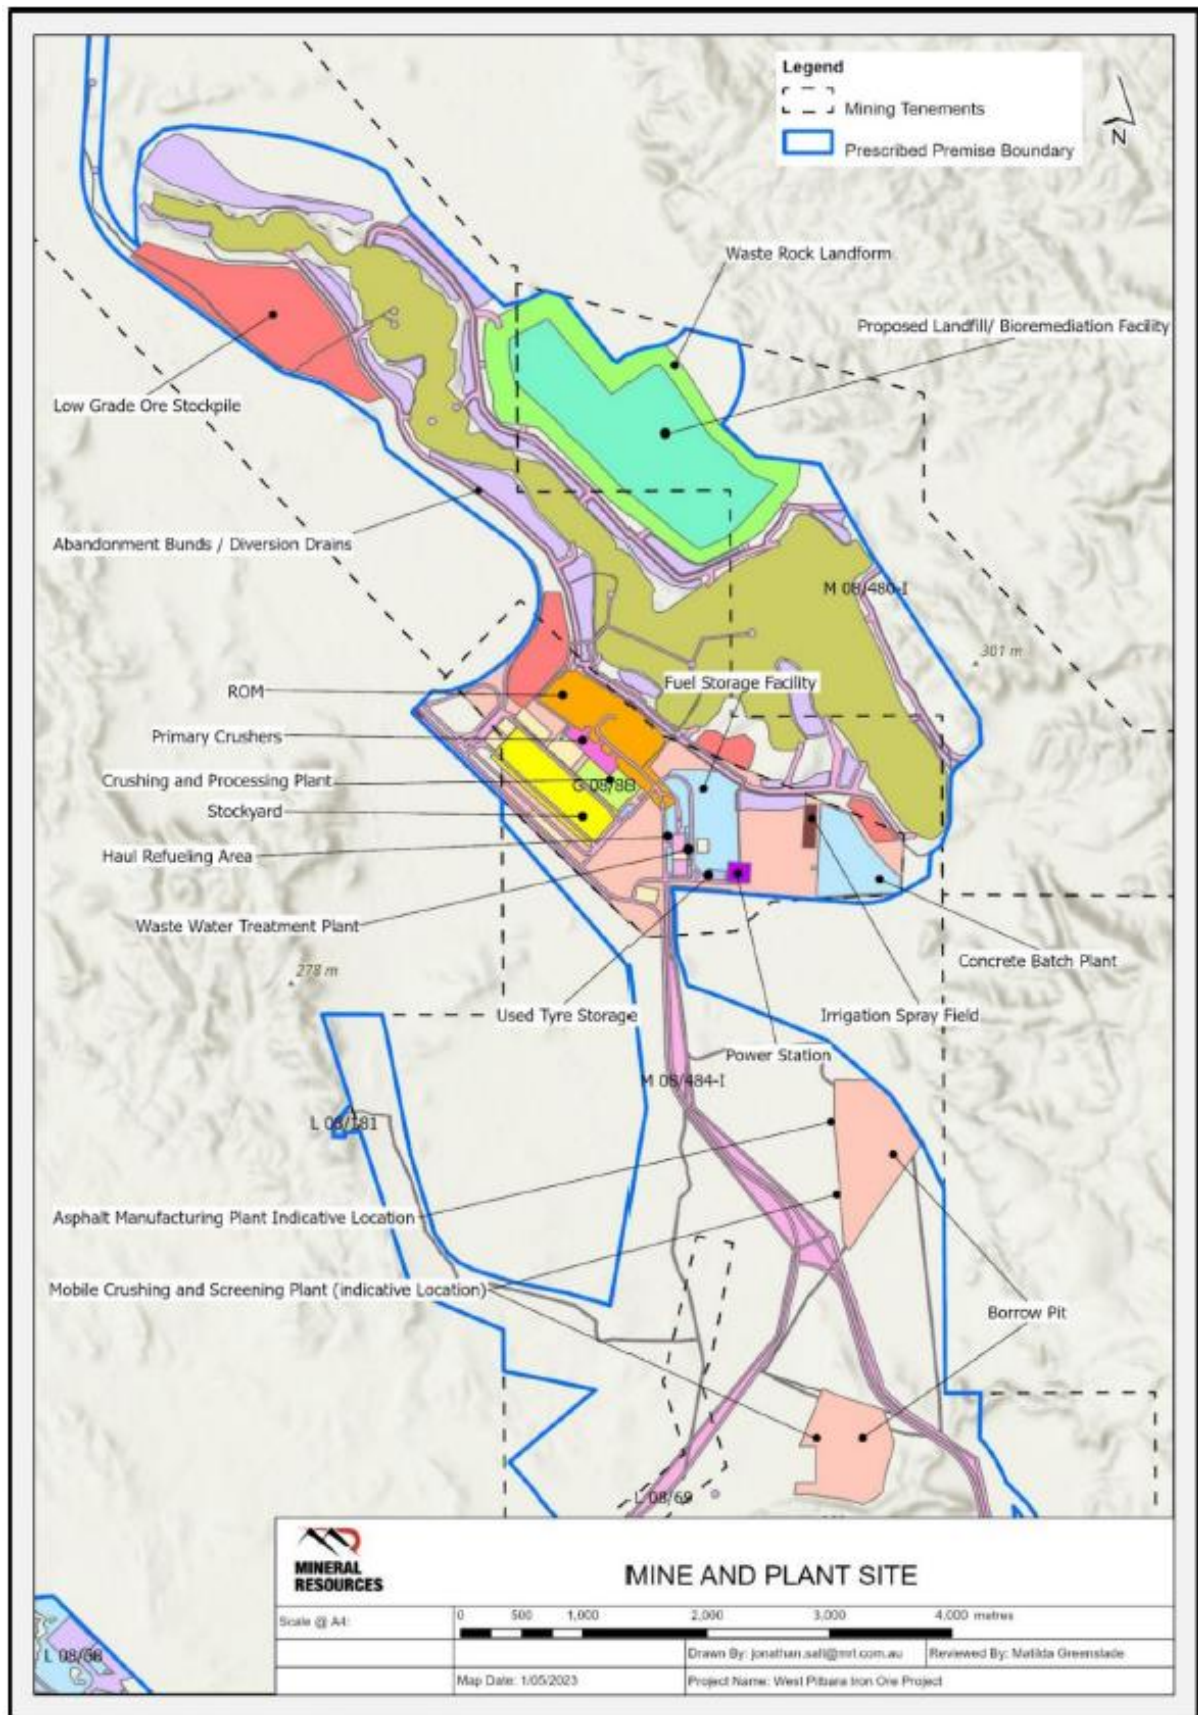 Legend
Mining Tenements
Prescribed Premise Boundary
N
Waste Rock Landform
Proposed Landfill/ Bioremediation Facility
Low Grade Ore Stockpile
Abandonment Bunds / Diversion Drains
M 08/480-I
301 m
ROM
Fuel Storage Facility
Primary Crushers
Crushing and Processing Plant
G 08/88
Stockyard
Haul Refueling Area
Waste Water Treatment Plant
Concrete Batch Plant
278 m
Used Tyre Storage
Irrigation Spray Field
Power Station
M 08/484-I
L 08/181
Asphalt Manufacturing Plant Indicative Location
Mobile Crushing and Screening Plant (indicative Location)
Borrow Pit
L 08/69
MINERAL
RESOURCES
MINE AND PLANT SITE
Scale @ A4:
0 500 1,000 2,000 3,000 4,000 metres
Drawn By: jonathan.sall@mrl.com.au
Reviewed By: Matilda Greenslade
Map Date: 1/05/2023
Project Name: West Pilbara Iron Ore Project